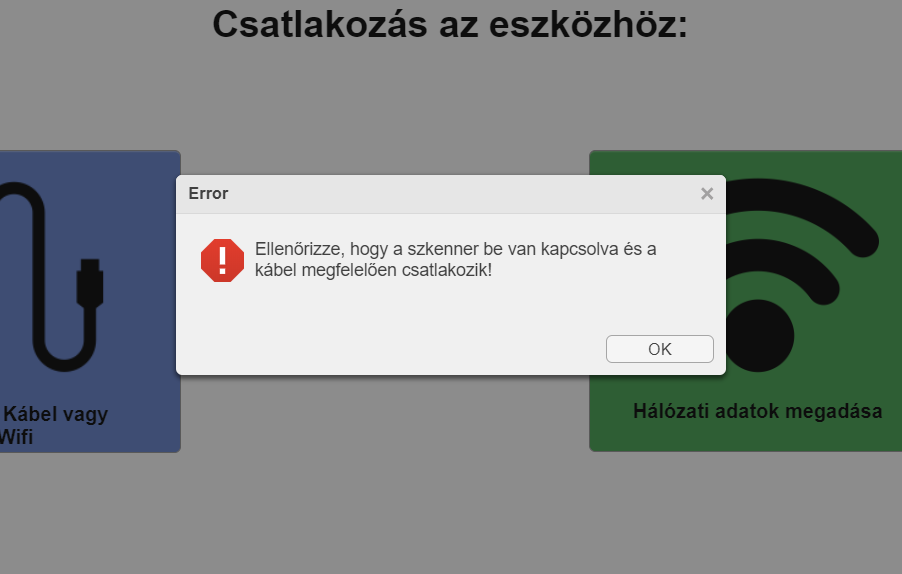 Csatlakozás az eszközhöz:
Error
Ellenőrizze, hogy a szkenner be van kapcsolva és a
kábel megfelelően csatlakozik!
OK
Kábel vagy
Wifi
Hálózati adatok megadása